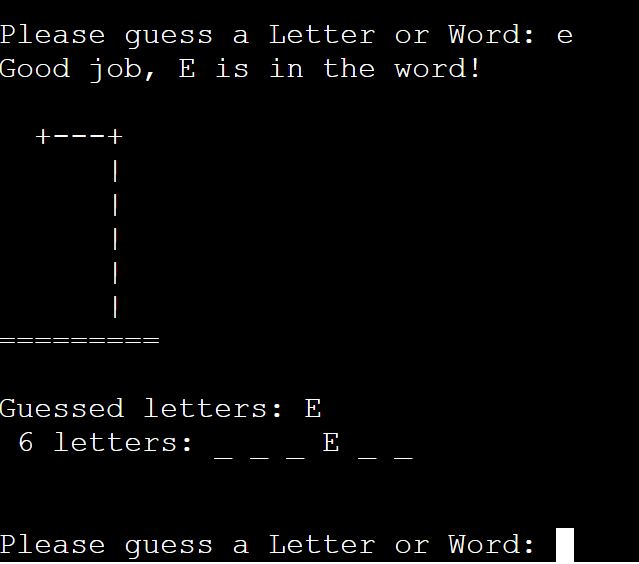 Please guess a Letter or Word: e
Good job, E is in the word!
  +---+
      |
      |
      |
      |
      |
=========
Guessed letters: E
 6 letters: _ _ _ E _ _
Please guess a Letter or Word: